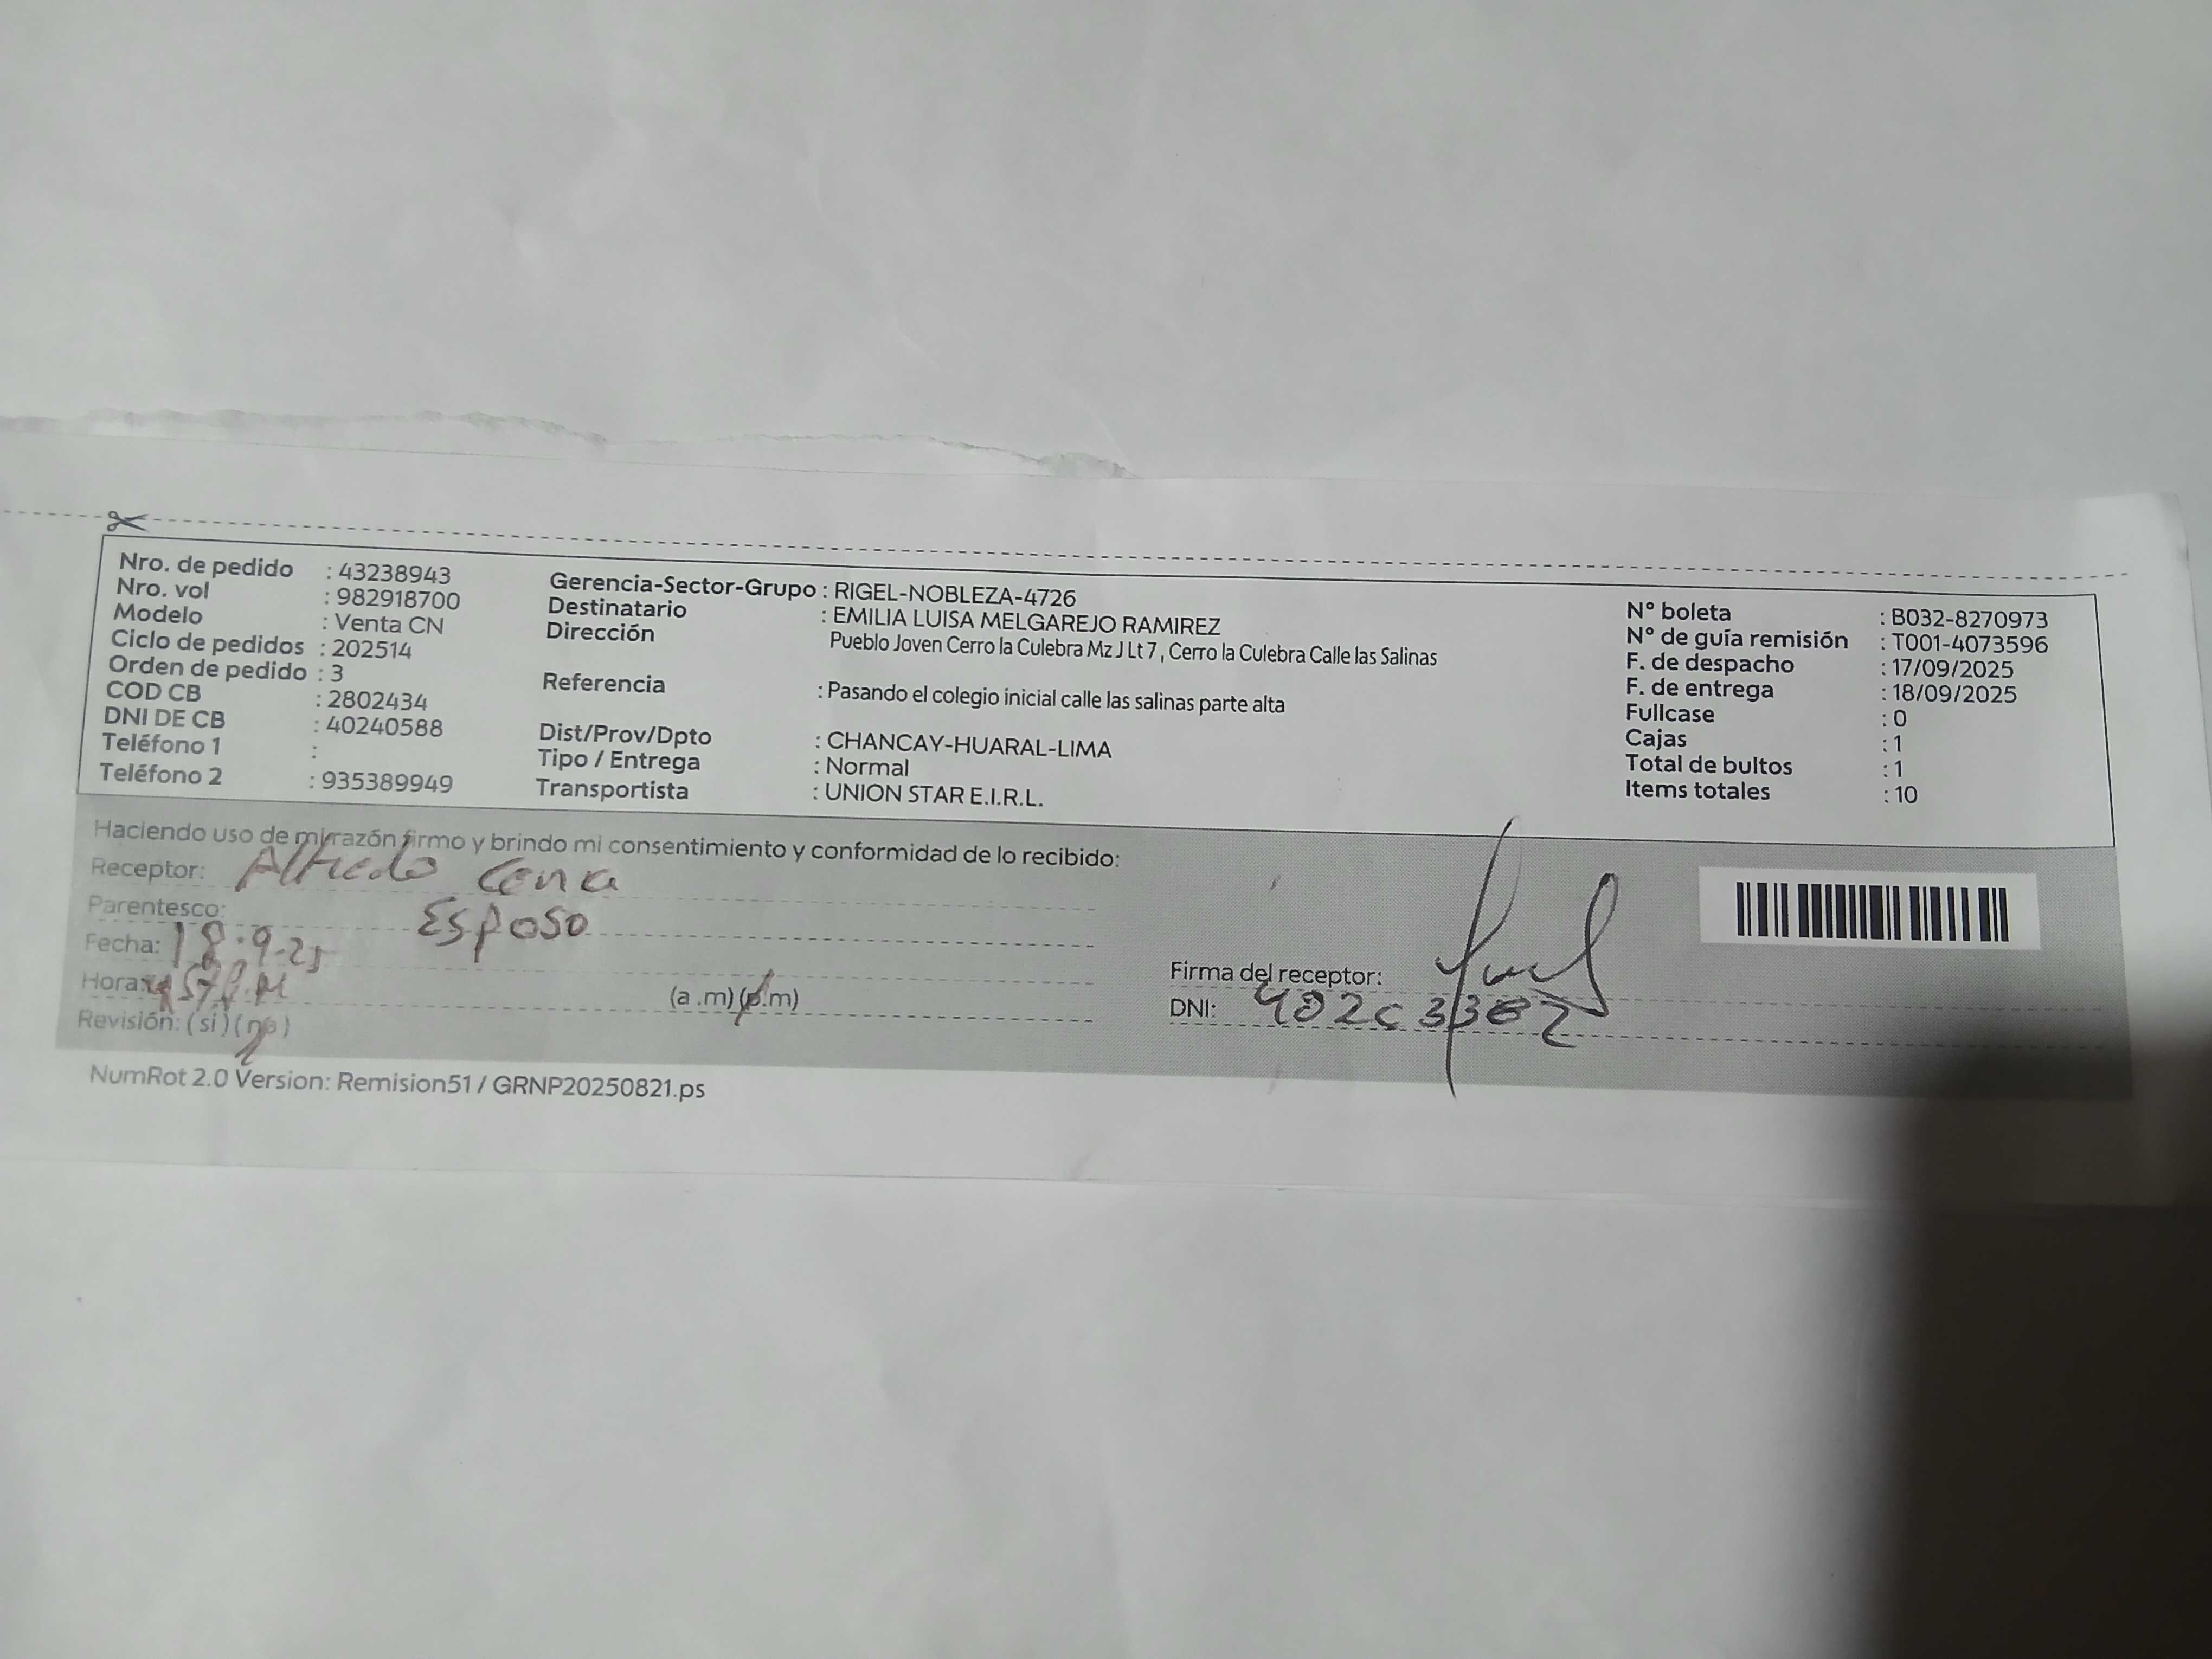 Nro. de pedido : 43238943
Nro. vol : 982918700
Modelo : Venta CN
Ciclo de pedidos : 202514
Orden de pedido : 3
COD CB : 2802434
DNI DE CB : 40240588
Teléfono 1 :
Teléfono 2 : 935389949
Gerencia-Sector-Grupo : RIGEL-NOBLEZA-4726
Destinatario : EMILIA LUISA MELGAREJO RAMIREZ
Dirección Pueblo Joven Cerro la Culebra Mz J Lt 7 , Cerro la Culebra Calle las Salinas
Referencia : Pasando el colegio inicial calle las salinas parte alta
Dist/Prov/Dpto : CHANCAY-HUARAL-LIMA
Tipo / Entrega : Normal
Transportista : UNION STAR E.I.R.L.
N° boleta : B032-8270973
N° de guía remisión : T001-4073596
F. de despacho : 17/09/2025
F. de entrega : 18/09/2025
Fullcase : 0
Cajas : 1
Total de bultos : 1
Items totales : 10
Haciendo uso de mi razón firmo y brindo mi consentimiento y conformidad de lo recibido:
Receptor: Alfredo
Parentesco: Esposo
Fecha: 18.9-25
Hora: (a .m) (p.m)
Revisión: (si) (no)
Firma del receptor:
DNI:
NumRot 2.0 Version: Remision51 / GRNP20250821.ps